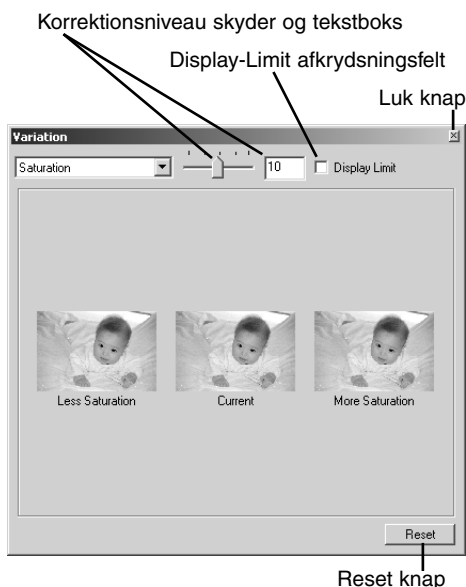 Korrektionsniveau skyder og tekstboks
Display-Limit afkrydsningsfelt
Luk knap
Variation
Saturation
10
Display Limit
Less Saturation
Current
More Saturation
Reset
Reset knap